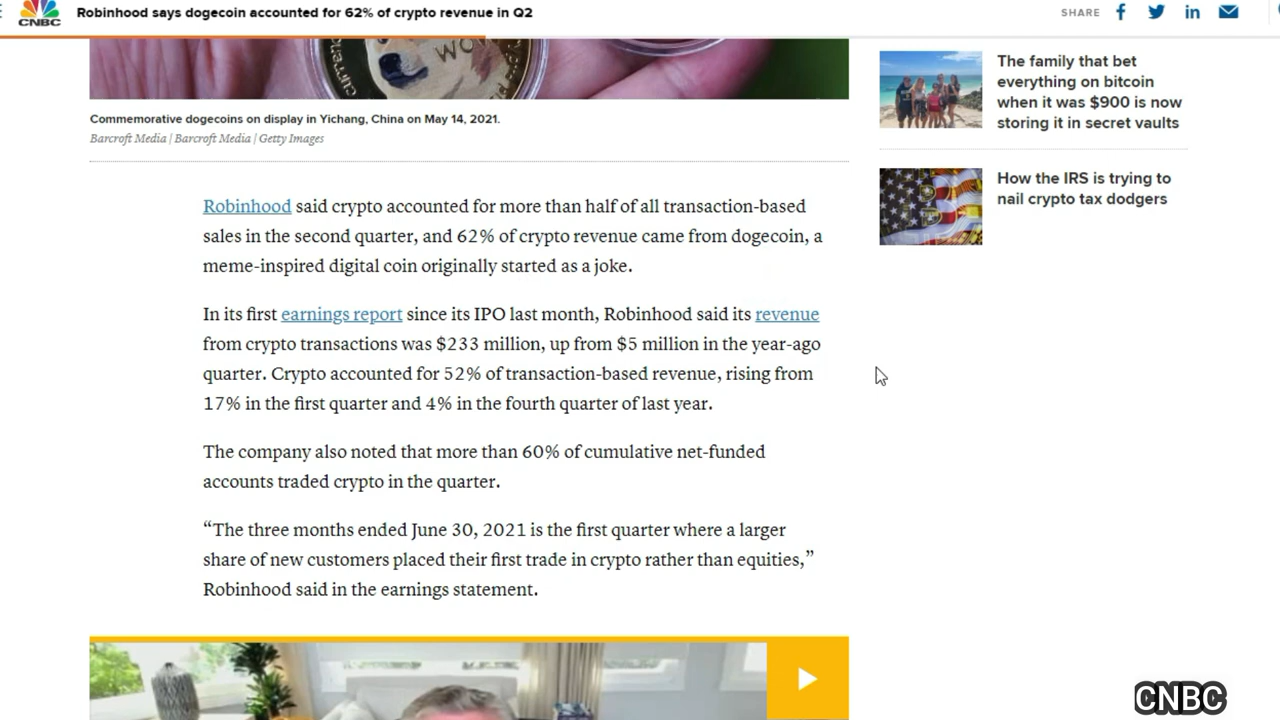 CNBC
Robinhood says dogecoin accounted for 62% of crypto revenue in Q2
SHARE
WOW
Commemorative dogecoins on display in Yichang, China on May 14, 2021.
Barcroft Media | Barcroft Media | Getty Images
Robinhood said crypto accounted for more than half of all transaction-based
sales in the second quarter, and 62% of crypto revenue came from dogecoin, a
meme-inspired digital coin originally started as a joke.
In its first earnings report since its IPO last month, Robinhood said its revenue
from crypto transactions was $233 million, up from $5 million in the year-ago
quarter. Crypto accounted for 52% of transaction-based revenue, rising from
17% in the first quarter and 4% in the fourth quarter of last year.
The company also noted that more than 60% of cumulative net-funded
accounts traded crypto in the quarter.
“The three months ended June 30, 2021 is the first quarter where a larger
share of new customers placed their first trade in crypto rather than equities,”
Robinhood said in the earnings statement.
The family that bet
everything on bitcoin
when it was $900 is now
storing it in secret vaults
How the IRS is trying to
nail crypto tax dodgers
CNBC